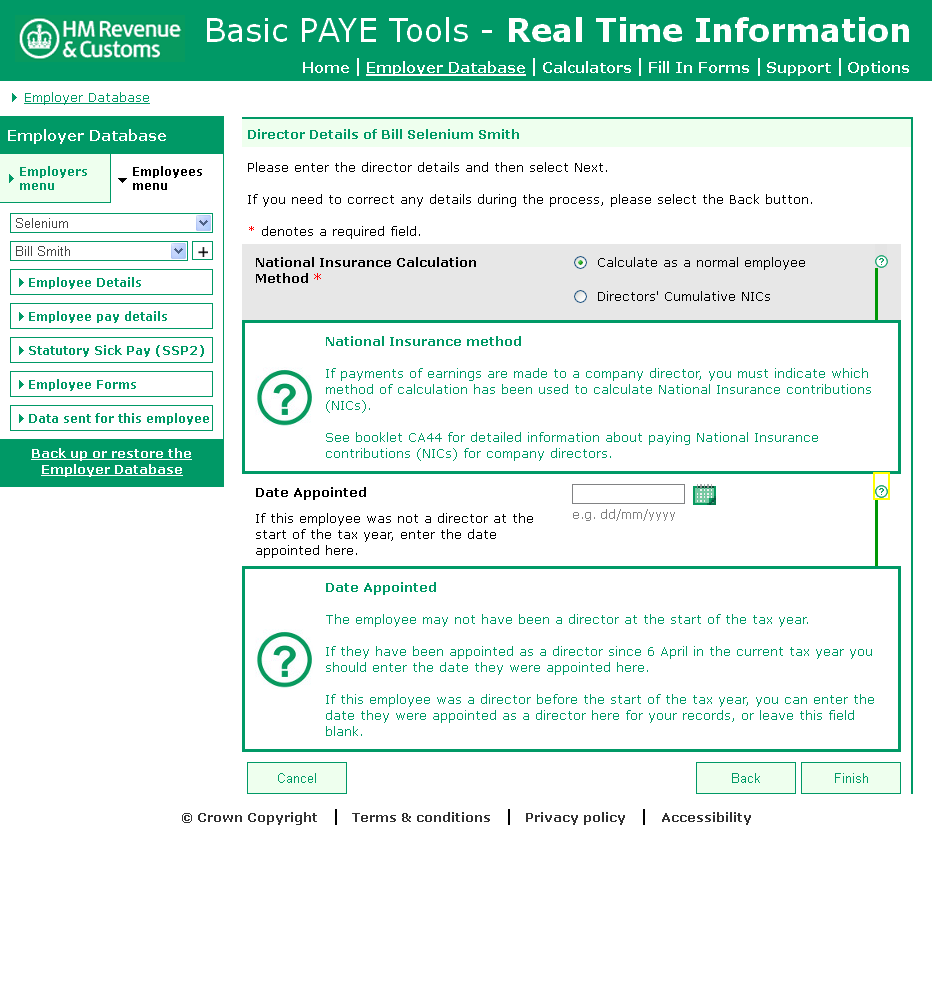 HM Revenue
& Customs
Basic PAYE Tools - Real Time Information
Home | Employer Database | Calculators | Fill In Forms | Support | Options
Employer Database
Employer Database
Employers
menu
Employees
menu
Selenium
Bill Smith
+
Employee Details
Employee pay details
Statutory Sick Pay (SSP2)
Employee Forms
Data sent for this employee
Back up or restore the
Employer Database
Director Details of Bill Selenium Smith
Please enter the director details and then select Next.
If you need to correct any details during the process, please select the Back button.
* denotes a required field.
National Insurance Calculation
Method *
Calculate as a normal employee
?
Directors' Cumulative NICs
?
National Insurance method
If payments of earnings are made to a company director, you must indicate which
method of calculation has been used to calculate National Insurance contributions
(NICs).
See booklet CA44 for detailed information about paying National Insurance
contributions (NICs) for company directors.
Date Appointed
If this employee was not a director at the
start of the tax year, enter the date
appointed here.
e.g. dd/mm/yyyy
?
?
Date Appointed
The employee may not have been a director at the start of the tax year.
If they have been appointed as a director since 6 April in the current tax year you
should enter the date they were appointed here.
If this employee was a director before the start of the tax year, you can enter the
date they were appointed as a director here for your records, or leave this field
blank.
Cancel
Back
Finish
© Crown Copyright | Terms & conditions | Privacy policy | Accessibility